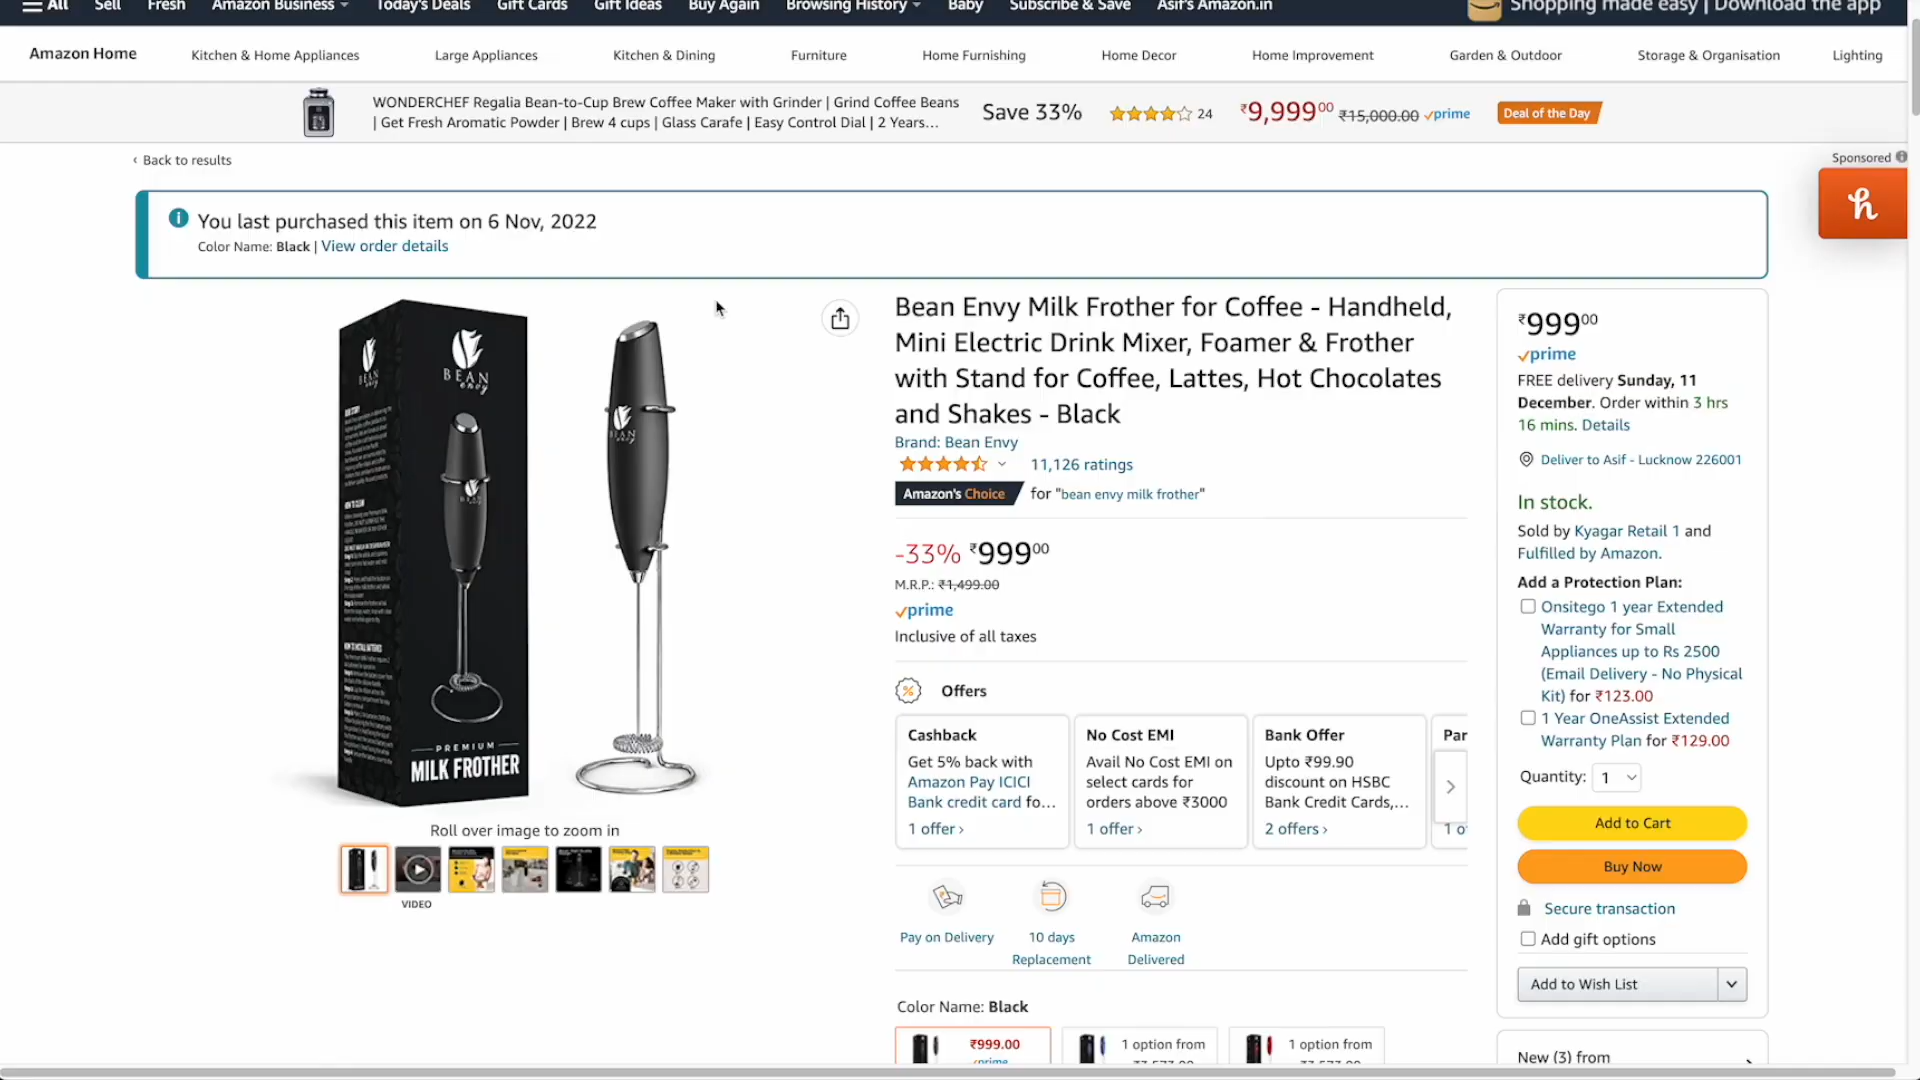 All
Sell
Fresh
Amazon Business
Today's Deals
Gift Cards
Gift Ideas
Buy Again
Browsing History
Baby
Subscribe & Save
Asif's Amazon.in
Shopping made easy | Download the app
Amazon Home
Kitchen & Home Appliances
Large Appliances
Kitchen & Dining
Furniture
Home Furnishing
Home Decor
Home Improvement
Garden & Outdoor
Storage & Organisation
Lighting
WONDERCHEF Regalia Bean-to-Cup Brew Coffee Maker with Grinder | Grind Coffee Beans
| Get Fresh Aromatic Powder | Brew 4 cups | Glass Carafe | Easy Control Dial | 2 Years...
Save 33%
24
₹9,999⁰⁰ ₹15,000.00 prime
Deal of the Day
‹ Back to results
Sponsored
You last purchased this item on 6 Nov, 2022
Color Name: Black | View order details
BEAN
envy
PREMIUM
MILK FROTHER
BEAN
envy
Roll over image to zoom in
VIDEO
Bean Envy Milk Frother for Coffee - Handheld,
Mini Electric Drink Mixer, Foamer & Frother
with Stand for Coffee, Lattes, Hot Chocolates
and Shakes - Black
Brand: Bean Envy
11,126 ratings
Amazon's Choice for "bean envy milk frother"
-33% ₹999⁰⁰
M.R.P.: ₹1,499.00
prime
Inclusive of all taxes
Offers
Cashback
Get 5% back with
Amazon Pay ICICI
Bank credit card fo...
1 offer ›
No Cost EMI
Avail No Cost EMI on
select cards for
orders above ₹3000
1 offer ›
Bank Offer
Upto ₹99.90
discount on HSBC
Bank Credit Cards,...
2 offers ›
Par
1 o
Pay on Delivery
10 days
Replacement
Amazon
Delivered
Color Name: Black
₹999.00
prime
1 option from
1 option from
₹999⁰⁰
prime
FREE delivery Sunday, 11
December. Order within 3 hrs
16 mins. Details
Deliver to Asif - Lucknow 226001
In stock.
Sold by Kyagar Retail 1 and
Fulfilled by Amazon.
Add a Protection Plan:
Onsitego 1 year Extended
Warranty for Small
Appliances up to Rs 2500
(Email Delivery - No Physical
Kit) for ₹123.00
1 Year OneAssist Extended
Warranty Plan for ₹129.00
Quantity: 1
Add to Cart
Buy Now
Secure transaction
Add gift options
Add to Wish List
New (3) from